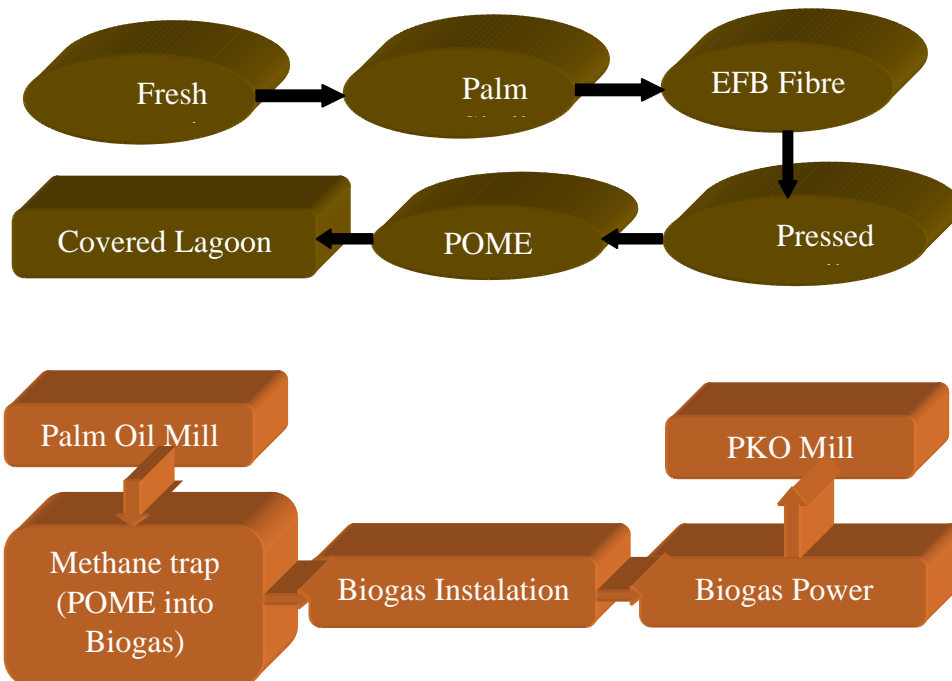 Fresh
Palm
EFB Fibre
Covered Lagoon
POME
Pressed
Palm Oil Mill
PKO Mill
Methane trap
(POME into
Biogas)
Biogas Instalation
Biogas Power